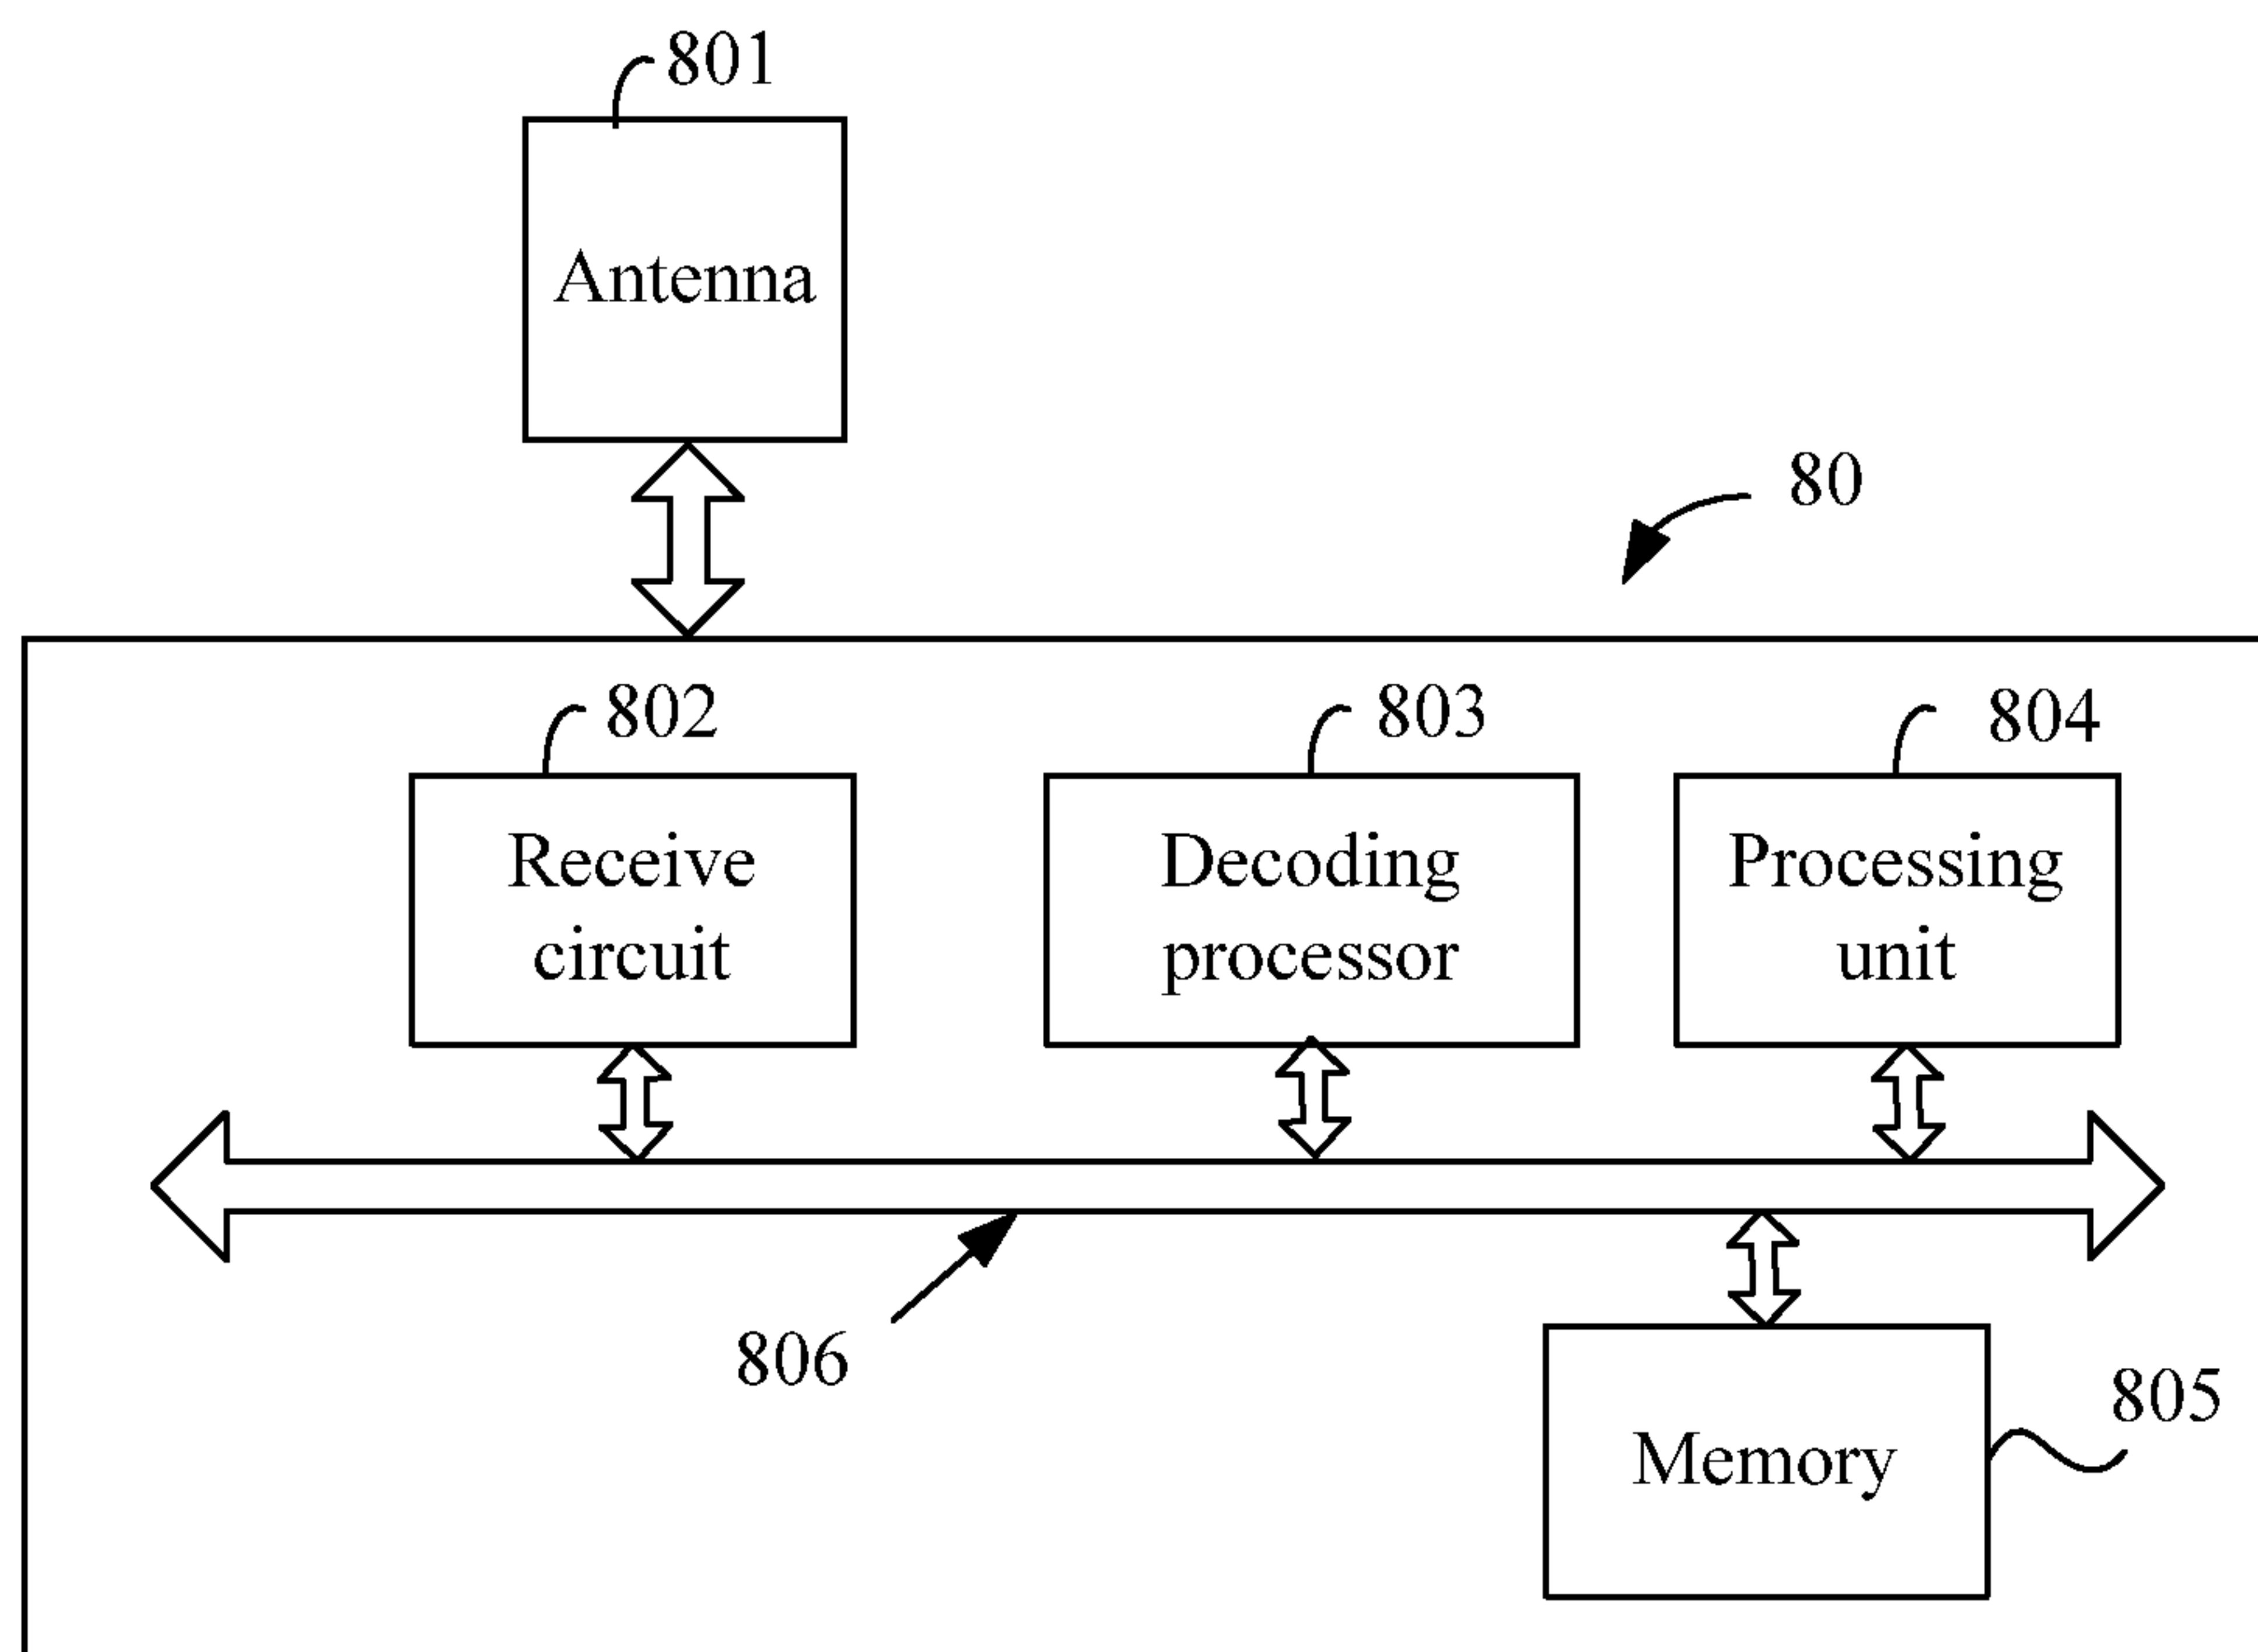 801
Antenna
80
802
803
804
Receive
circuit
Decoding
processor
Processing
unit
806
805
Memory